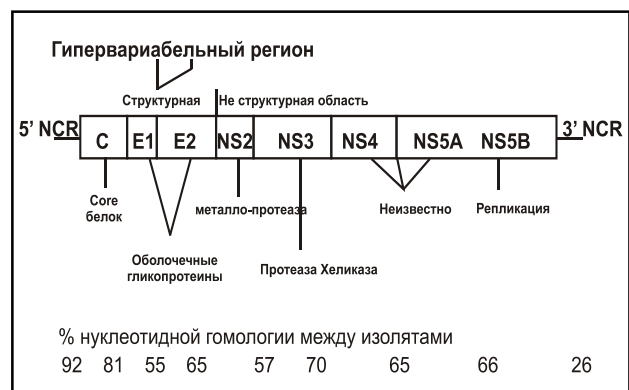 Гипервариабельный регион
Структурная Не структурная область
5' NCR C E1 E2 NS2 NS3 NS4 NS5A NS5B 3' NCR
Core
белок
металло-протеаза
Неизвестно
Репликация
Оболочечные
гликопротеины
Протеаза Хеликаза
% нуклеотидной гомологии между изолятами
92 81 55 65 57 70 65 66 26